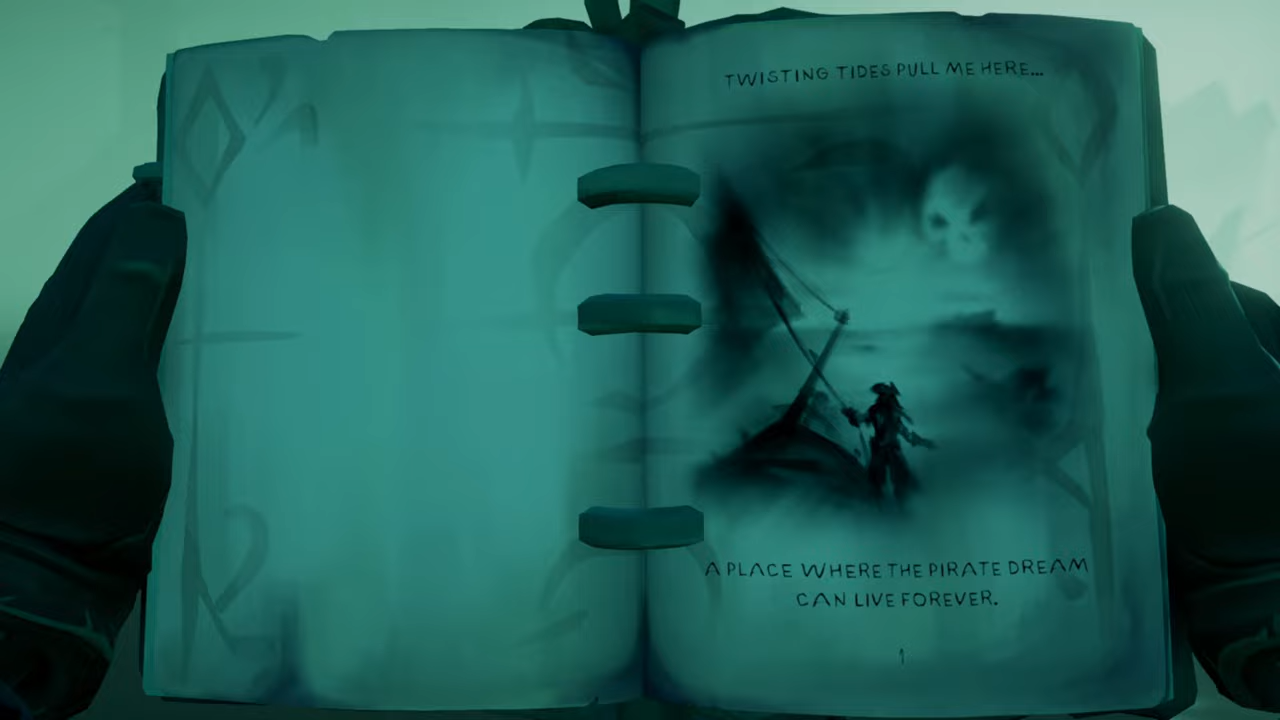 TWISTING TIDES PULL ME HERE...
A PLACE WHERE THE PIRATE DREAM
CAN LIVE FOREVER.
1